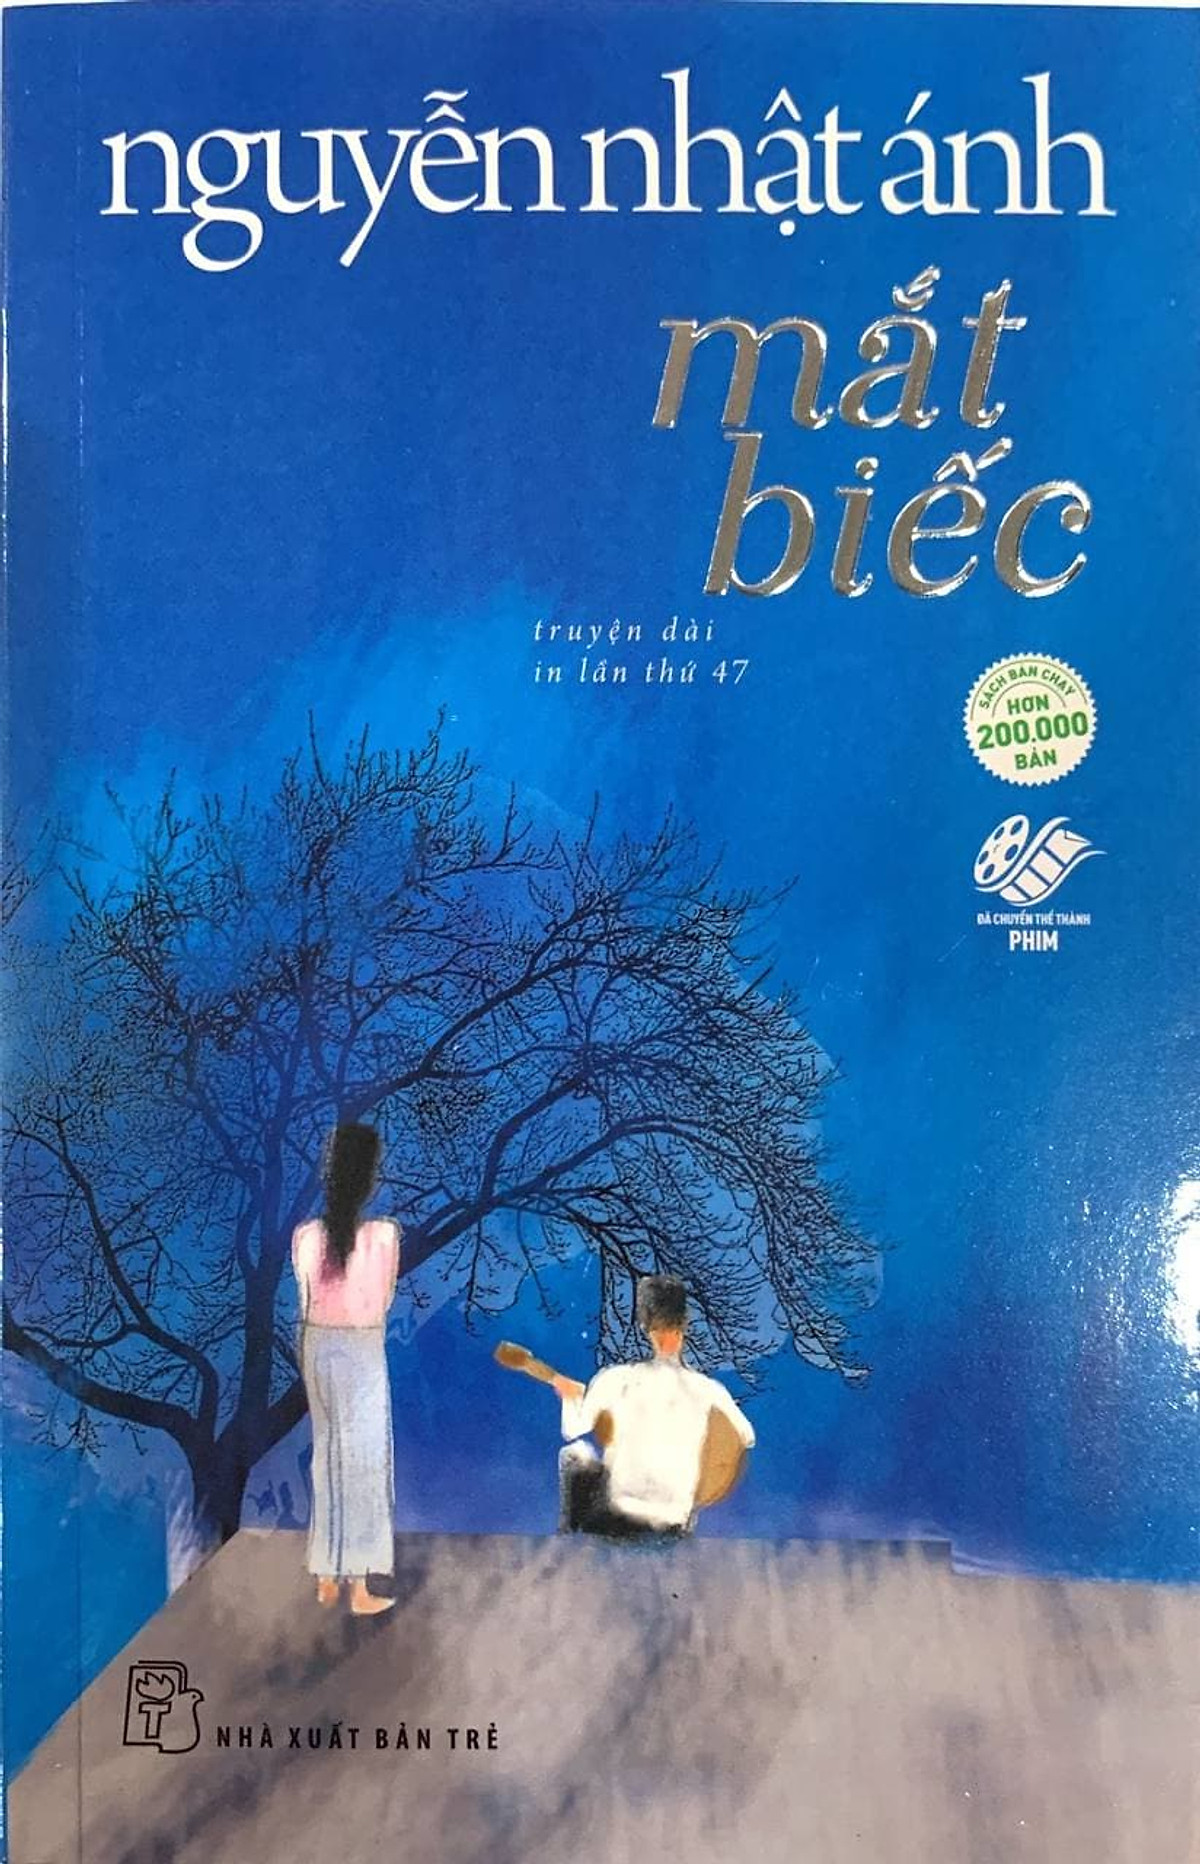 nguyễn nhật ánh
mắt
biếc
truyện dài
in lần thứ 47
SÁCH BÁN CHẠY
HƠN
200.000
BẢN
ĐÃ CHUYỂN THỂ THÀNH
PHIM
T
NHÀ XUẤT BẢN TRẺ